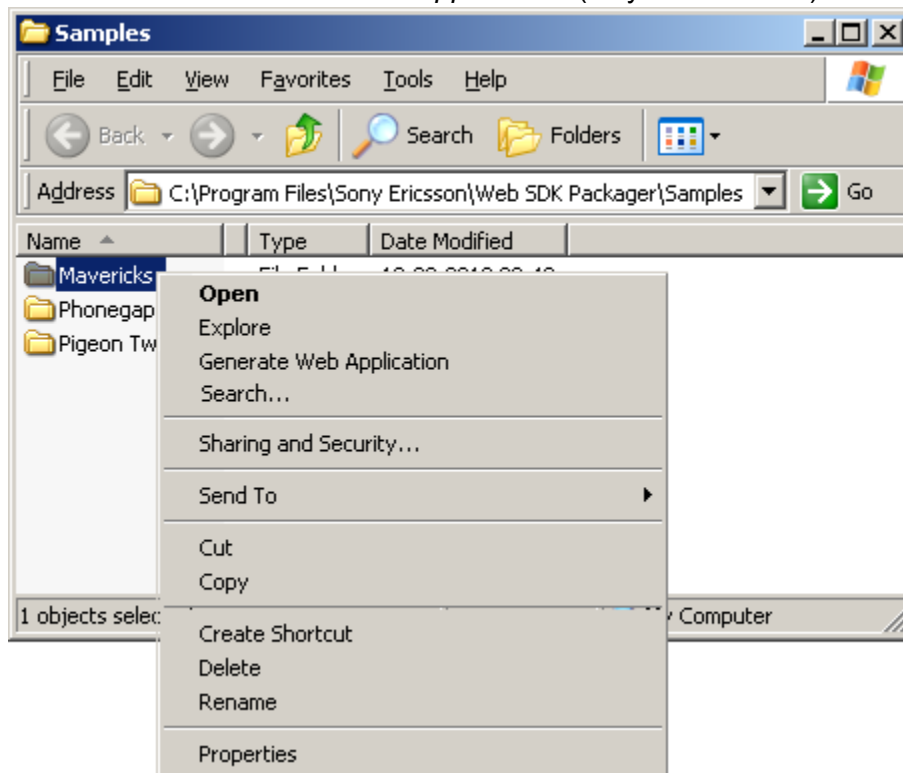 Samples
File Edit View Favorites Tools Help
Back Search Folders
Address C:\Program Files\Sony Ericsson\Web SDK Packager\Samples Go
Name Type Date Modified
Mavericks
Phonegap
Pigeon Tw
Open
Explore
Generate Web Application
Search...
Sharing and Security...
Send To
Cut
Copy
1 objects selec Computer
Create Shortcut
Delete
Rename
Properties